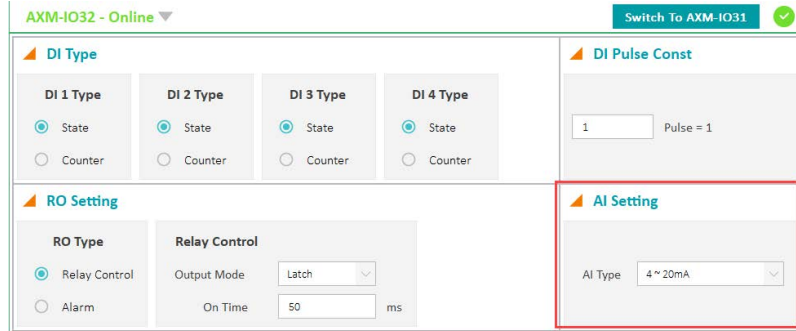 AXM-IO32 - Online
Switch To AXM-IO31
DI Type
DI 1 Type
DI 2 Type
DI 3 Type
DI 4 Type
State
State
State
State
Counter
Counter
Counter
Counter
DI Pulse Const
1
Pulse = 1
RO Setting
RO Type
Relay Control
Alarm
Relay Control
Output Mode
Latch
On Time
50
ms
AI Setting
AI Type
4 ~ 20mA